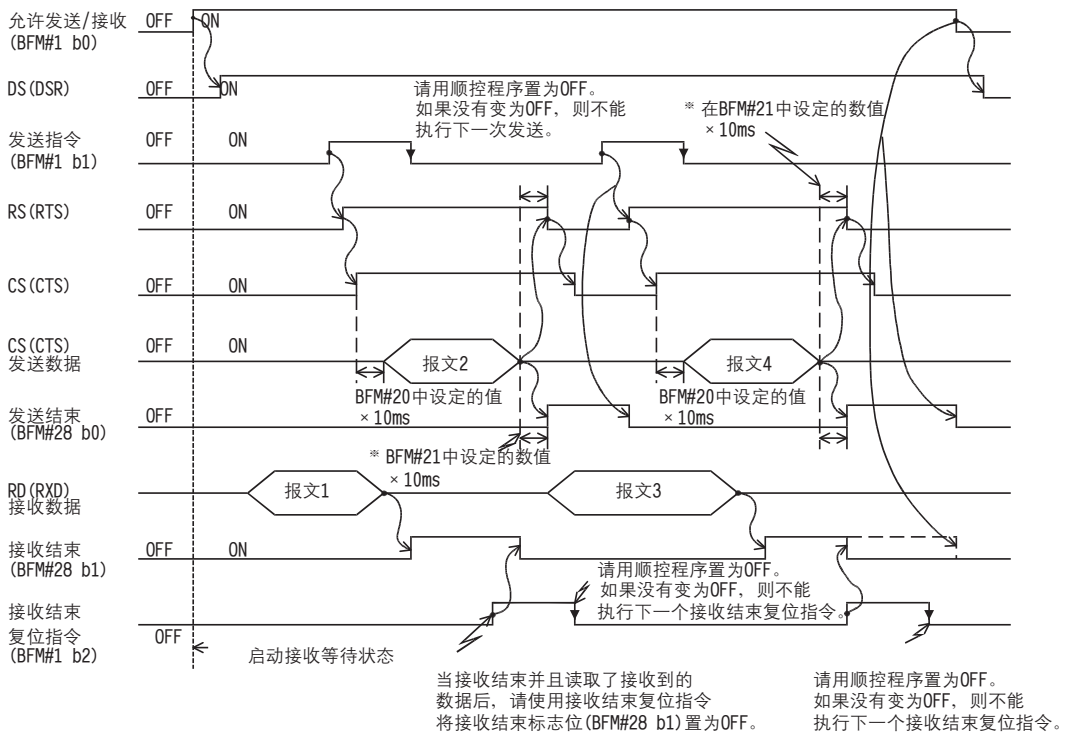 允许发送/接收 OFF ON
(BFM#1 b0)
DS(DSR) OFF ON
请用顺控程序置为OFF。
如果没有变为OFF，则不能
执行下一次发送。
※ 在BFM#21中设定的数值
×10ms
发送指令 OFF ON
(BFM#1 b1)
RS(RTS) OFF ON
CS(CTS) OFF ON
CS(CTS) OFF ON
发送数据
报文2
报文4
BFM#20中设定的值
×10ms
BFM#20中设定的值
×10ms
发送结束 OFF
(BFM#28 b0)
※ BFM#21中设定的数值
×10ms
RD(RXD)
接收数据
报文1
报文3
接收结束 OFF ON
(BFM#28 b1)
请用顺控程序置为OFF。
如果没有变为OFF，则不能
执行下一个接收结束复位指令。
接收结束
复位指令 OFF
(BFM#1 b2)
启动接收等待状态
当接收结束并且读取了接收到的
数据后，请使用接收结束复位指令
将接收结束标志位(BFM#28 b1)置为OFF。
请用顺控程序置为OFF。
如果没有变为OFF，则不能
执行下一个接收结束复位指令。